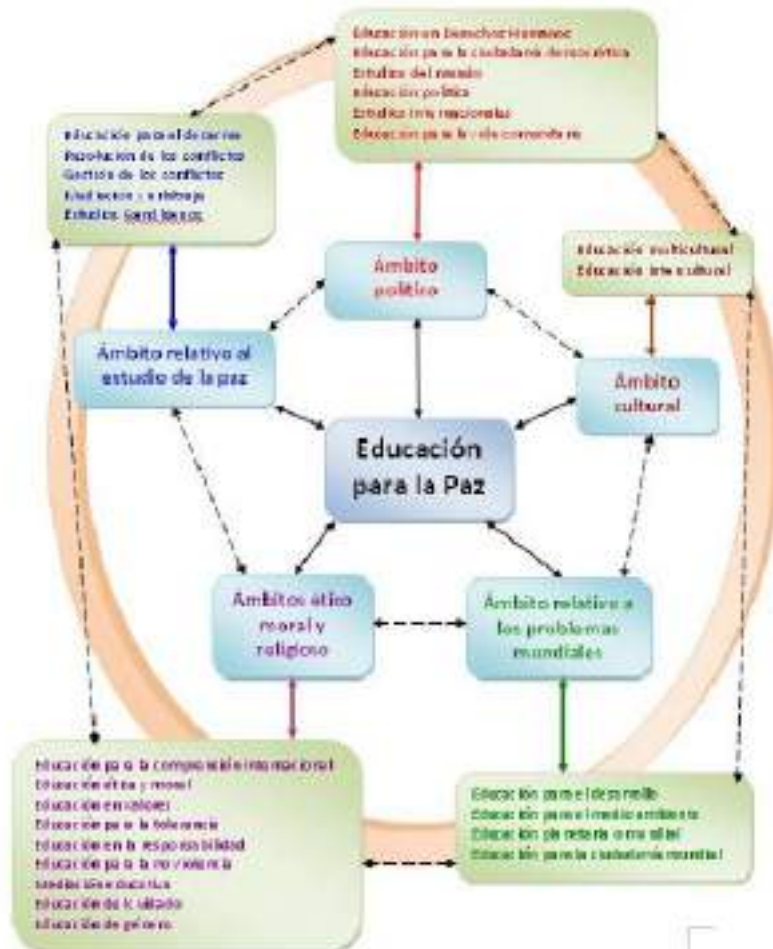 Educación en Derechos Humanos
Educación para la ciudadanía democrática
Estudios del mundo
Educación política
Estudios internacionales
Educación para la vida comunitaria
Educación para el desarme
Resolución de los conflictos
Gestión de los conflictos
Mediación y arbitraje
Estudios
Educación multicultural
Educación intercultural
Ámbito
político
Ámbito relativo al
estudio de la paz
Ámbito
cultural
Educación
para la Paz
Ámbitos ético
moral y
religioso
Ámbito relativo a
los problemas
mundiales
Educación para la comprensión internacional
Educación ética y moral
Educación en valores
Educación para la tolerancia
Educación en la responsabilidad
Educación para la no violencia
educativa
Educación de
Educación de género
Educación para el desarrollo
Educación para el medio ambiente
Educación planetaria o mundial
Educación para la ciudadanía mundial